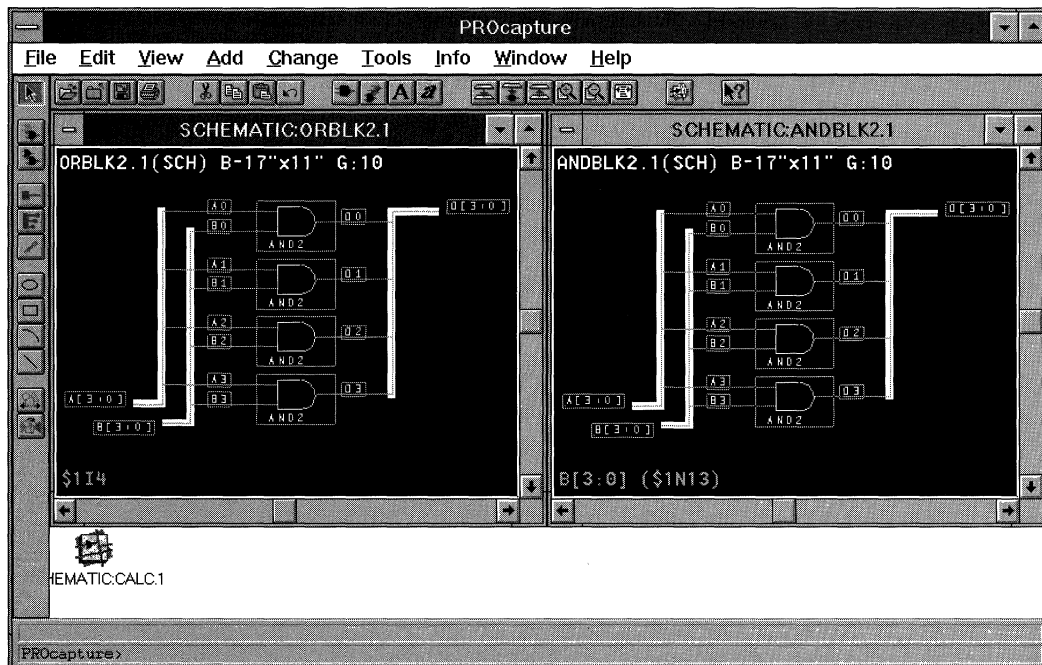 PROcapture
File Edit View Add Change Tools Info Window Help
SCHEMATIC:ORBLK2.1
ORBLK2.1(SCH) B-17"x11" G:10
A0
B0
AND2
O0
O[3:0]
A1
B1
AND2
O1
A2
B2
AND2
O2
A3
B3
AND2
O3
A[3:0]
B[3:0]
$1I4
SCHEMATIC:ANDBLK2.1
ANDBLK2.1(SCH) B-17"x11" G:10
A0
B0
AND2
O0
O[3:0]
A1
B1
AND2
O1
A2
B2
AND2
O2
A3
B3
AND2
O3
A[3:0]
B[3:0]
B[3:0] ($1N13)
HEMATIC:CALC.1
PROcapture>